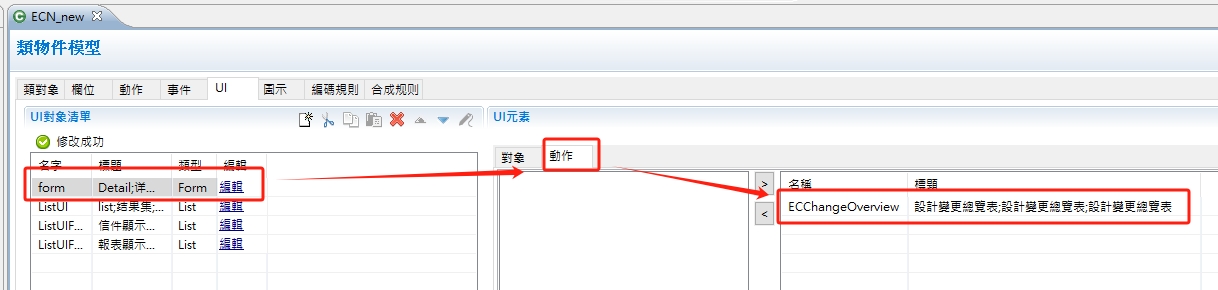 ECN_new
類物件模型
類對象 欄位 動作 事件 UI 圖示 編碼規則 合成规则
UI對象清單
修改成功
名字 標題 類型 編輯
form Detail;详... Form 編輯
ListUI list;结果集;... List 編輯
ListUIF... 信件顯示... List 編輯
ListUIF... 報表顯示... List 編輯
UI元素
對象 動作
>
<
名稱 標題
ECChangeOverview 設計變更總覽表;設計變更總覽表;設計變更總覽表